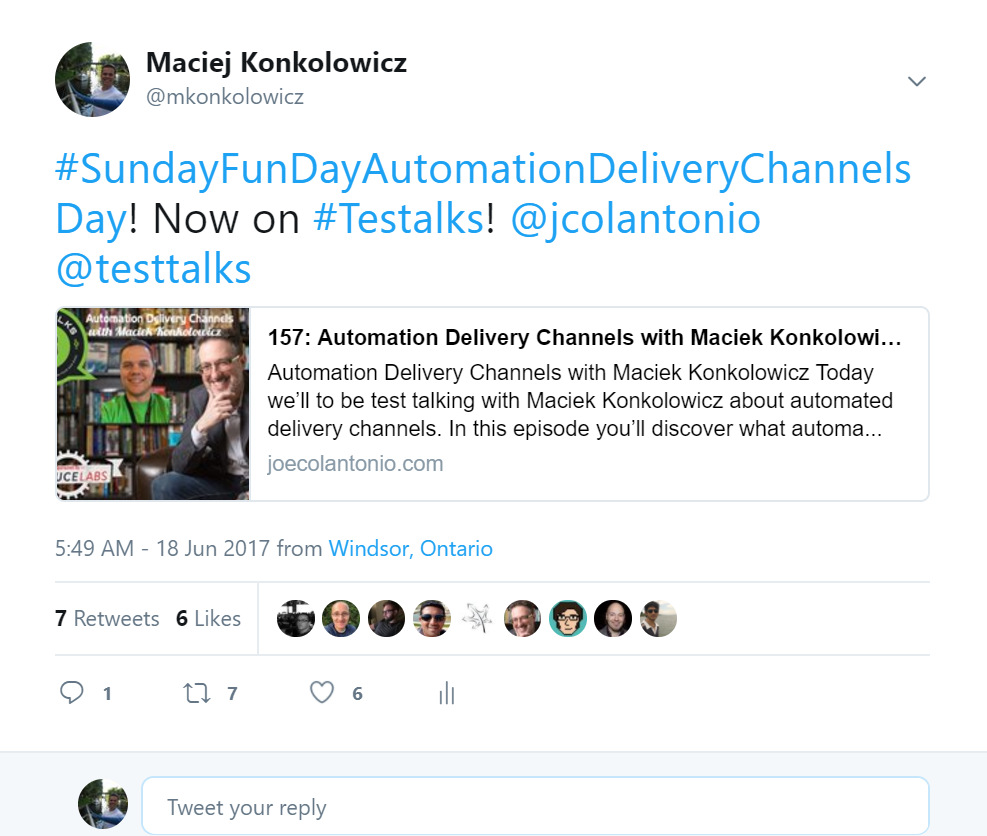 Maciej Konkolowicz
@mkonkolowicz
#SundayFunDayAutomationDeliveryChannels
Day! Now on #Testalks! @jcolantonio
@testtalks
Automation Delivery Channels
with Maciek Konkolowicz
LKS
UCELABS
157: Automation Delivery Channels with Maciek Konkolowi...
Automation Delivery Channels with Maciek Konkolowicz Today
we’ll to be test talking with Maciek Konkolowicz about automated
delivery channels. In this episode you’ll discover what automa...
joecolantonio.com
5:49 AM - 18 Jun 2017 from Windsor, Ontario
7 Retweets 6 Likes
1 7 6
Tweet your reply